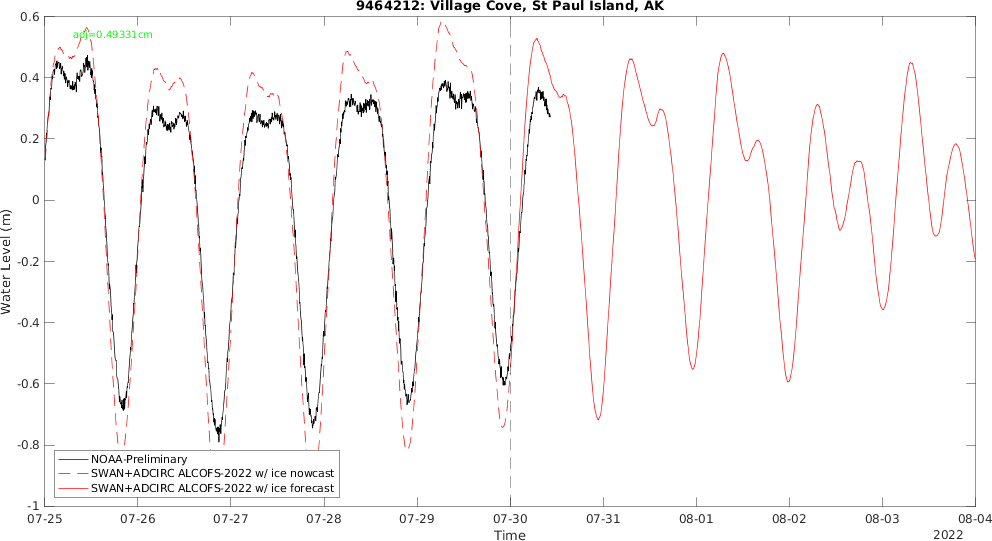 9464212: Village Cove, St Paul Island, AK
adj=0.49331cm
Water Level (m)
0.6
0.4
0.2
0
-0.2
-0.4
-0.6
-0.8
-1
NOAA-Preliminary
SWAN+ADCIRC ALCOFS-2022 w/ ice nowcast
SWAN+ADCIRC ALCOFS-2022 w/ ice forecast
07-25 07-26 07-27 07-28 07-29 07-30 07-31 08-01 08-02 08-03 08-04
Time
2022